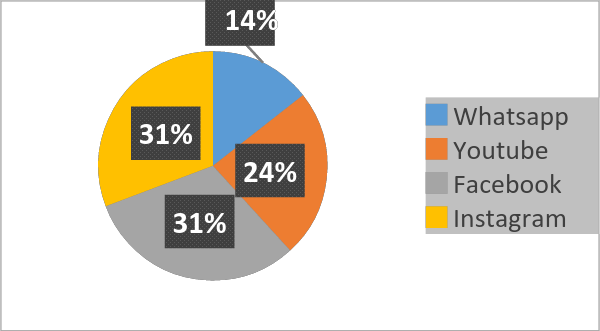 14%
31%
24%
31%
Whatsapp
Youtube
Facebook
Instagram